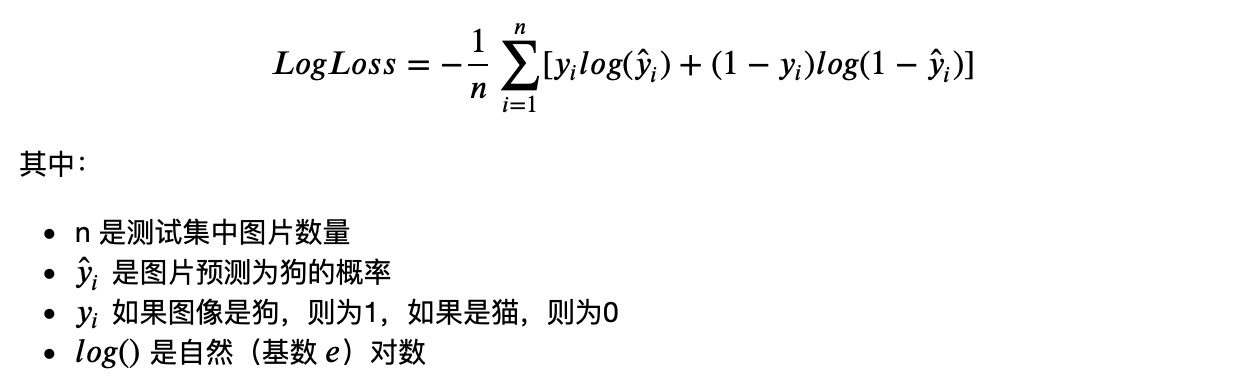 LogLoss = −\frac{1}{n} \sum_{i=1}^{n} [y_i log(ŷ_i) + (1 − y_i)log(1 − ŷ_i)]
其中：
• n 是测试集中图片数量
• ŷ_i 是图片预测为狗的概率
• y_i 如果图像是狗，则为1，如果是猫，则为0
• log() 是自然（基数 e）对数